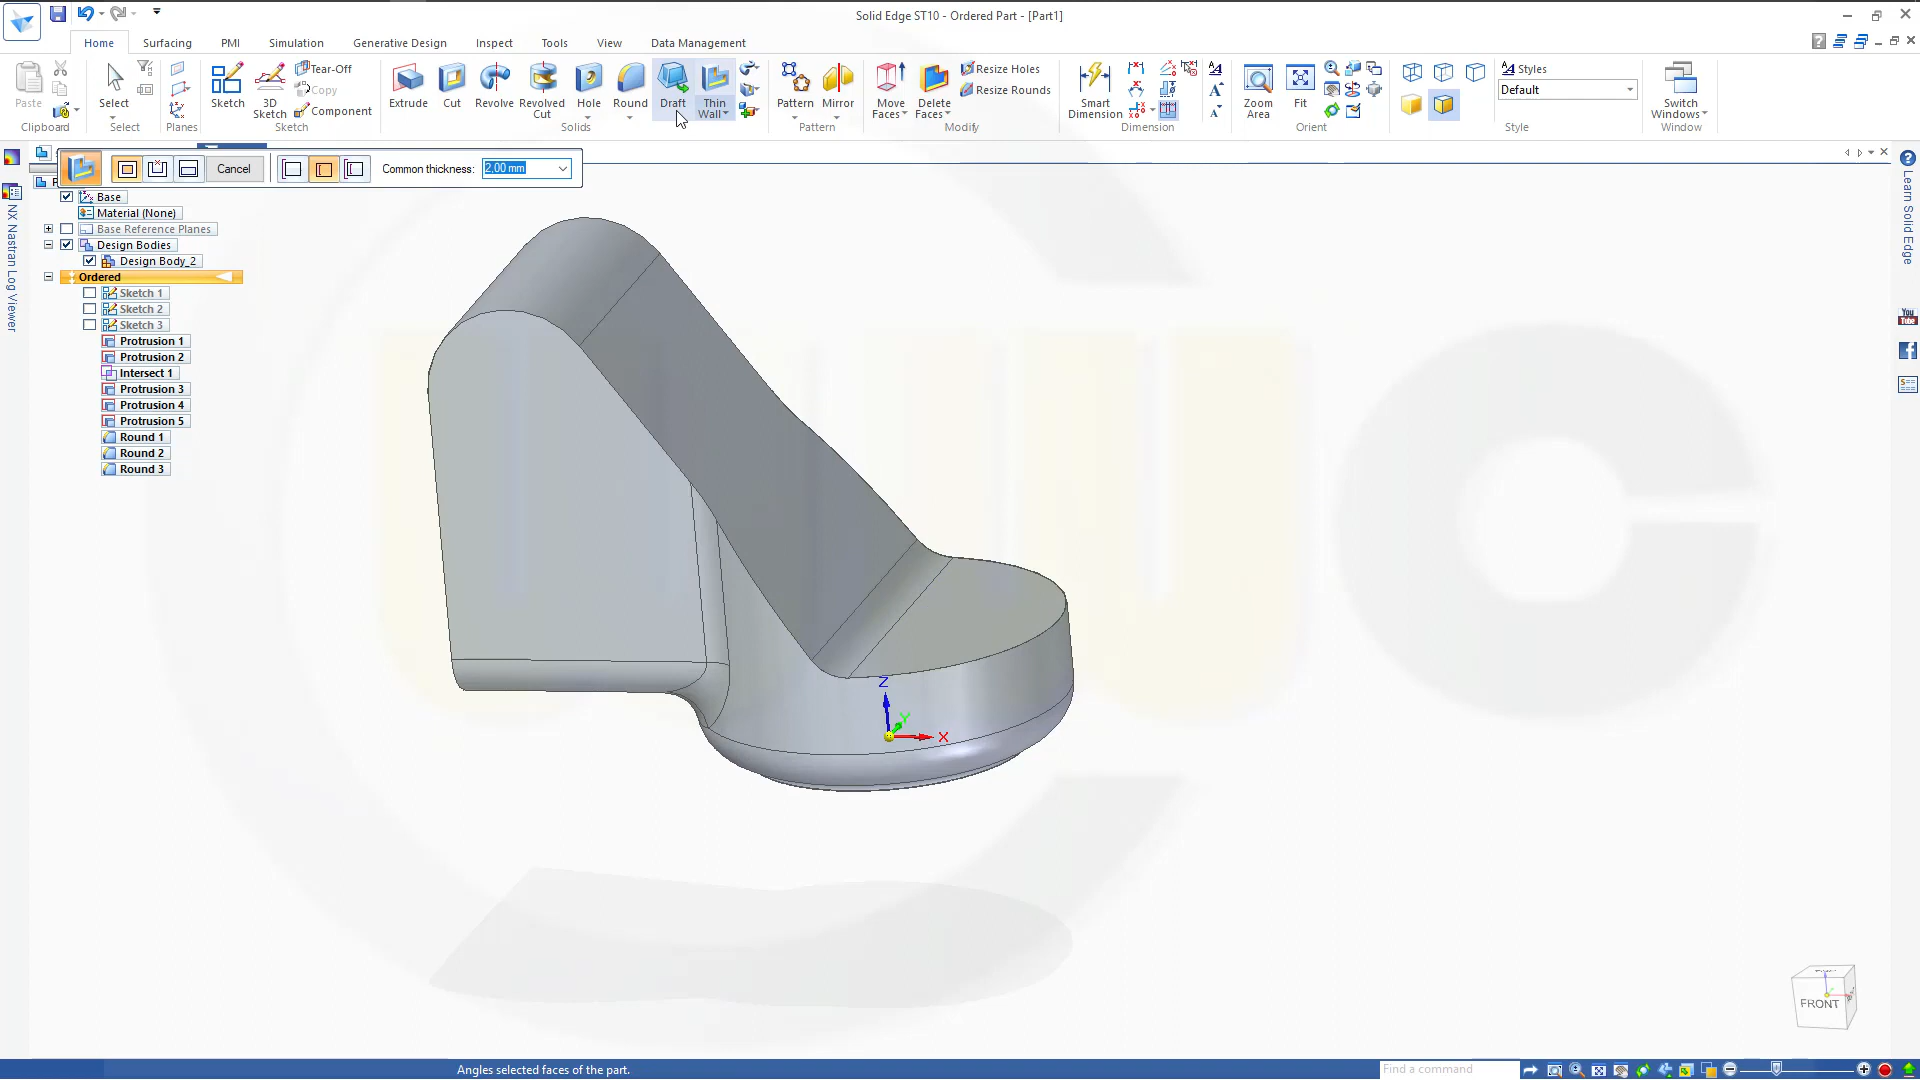 Solid Edge ST10 - Ordered Part - [Part1]
Home
Surfacing
PMI
Simulation
Generative Design
Inspect
Tools
View
Data Management
Paste
Clipboard
Select
Select
Planes
Sketch
3D Sketch
Tear-Off
Copy
Component
Sketch
Extrude
Cut
Revolve
Revolved Cut
Hole
Round
Draft
Thin Wall
Solids
Pattern
Mirror
Pattern
Move Faces
Delete Faces
Resize Holes
Resize Rounds
Modify
Smart Dimension
Dimension
Zoom Area
Fit
Orient
Styles
Default
Style
Switch Windows
Window
Cancel
Common thickness:
2,00 mm
Base
Material (None)
Base Reference Planes
Design Bodies
Design Body_2
Ordered
Sketch 1
Sketch 2
Sketch 3
Protrusion 1
Protrusion 2
Intersect 1
Protrusion 3
Protrusion 4
Protrusion 5
Round 1
Round 2
Round 3
NX Nastran Log Viewer
Learn Solid Edge
You Tube
Z
Y
X
FRONT
Angles selected faces of the part.
Find a command